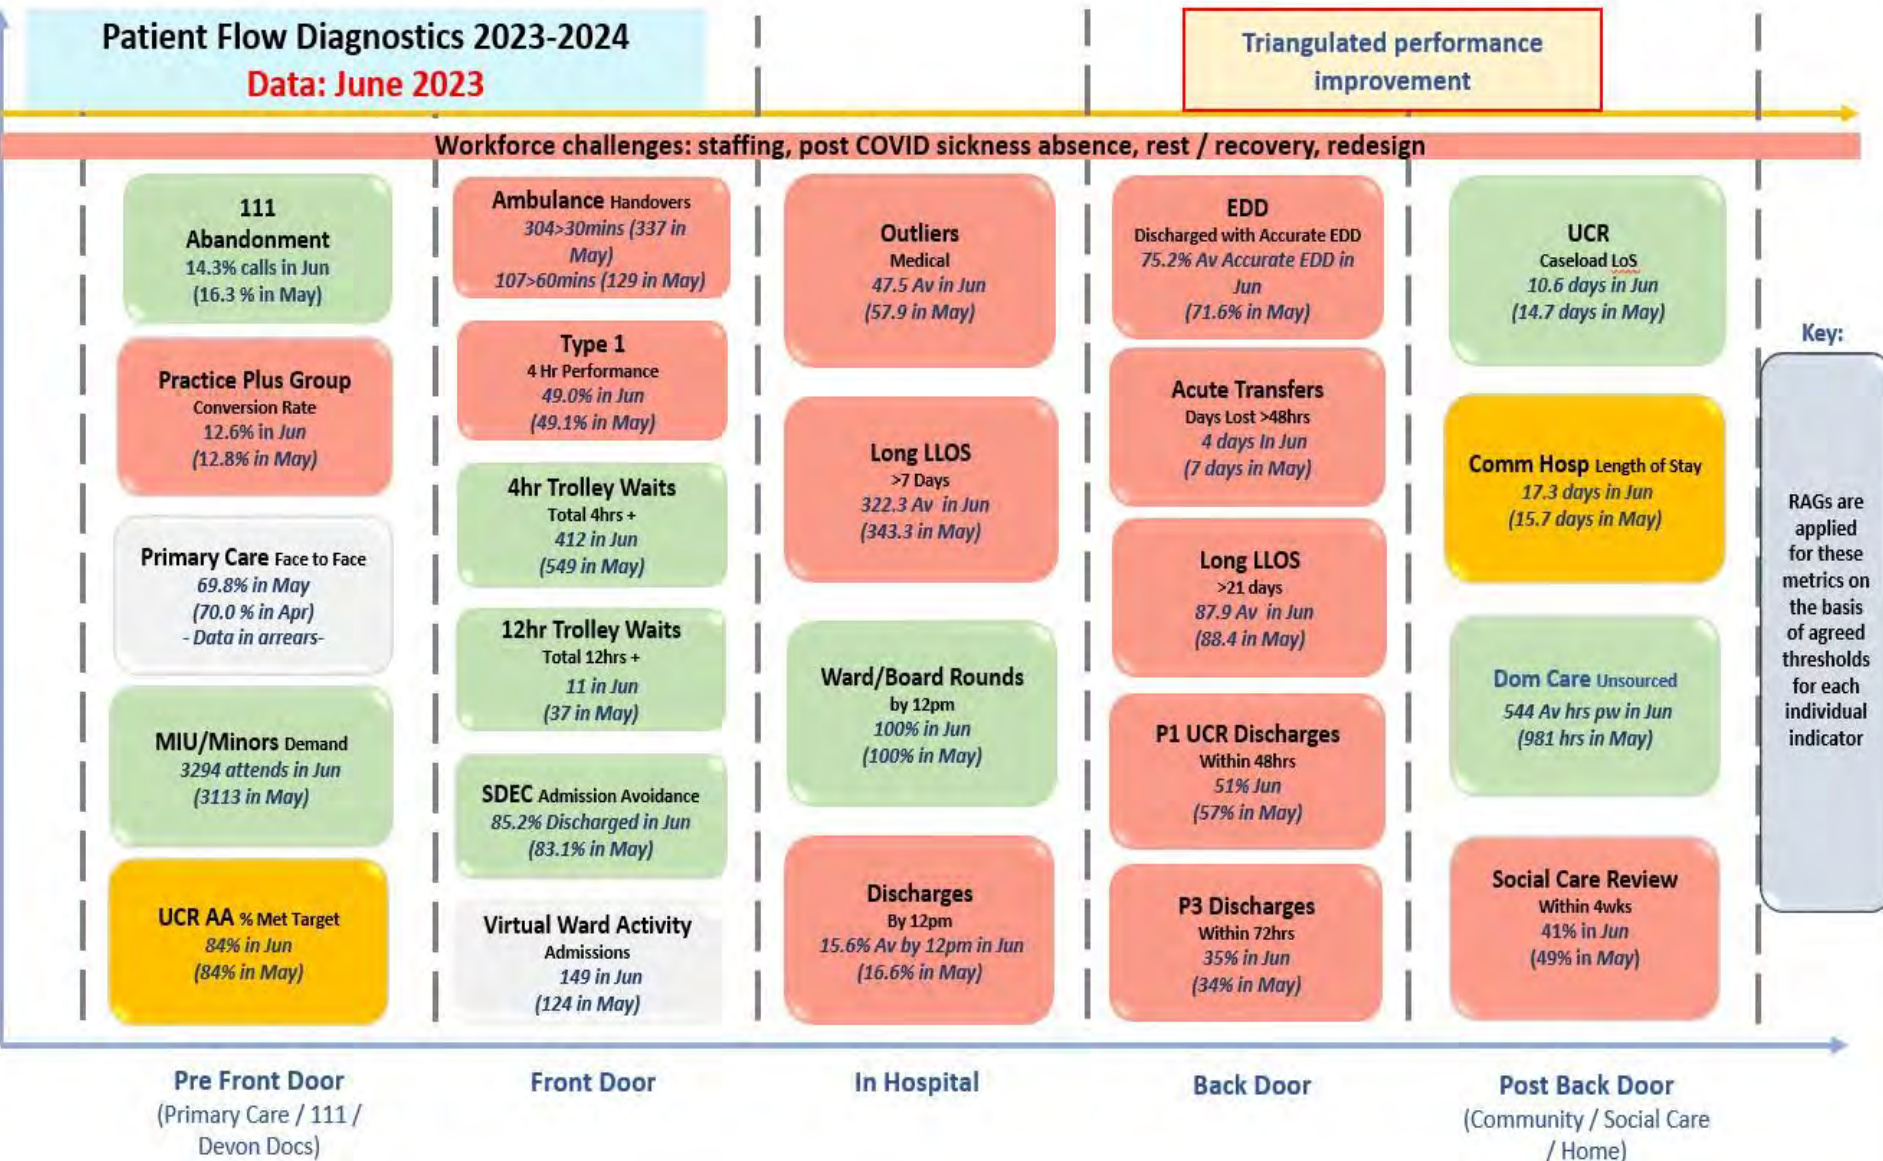 Patient Flow Diagnostics 2023-2024
Data: June 2023
Triangulated performance
improvement
Workforce challenges: staffing, post COVID sickness absence, rest / recovery, redesign
111
Abandonment
14.3% calls in Jun
(16.3 % in May)
Practice Plus Group
Conversion Rate
12.6% in Jun
(12.8% in May)
Primary Care Face to Face
69.8% in May
(70.0 % in Apr)
- Data in arrears-
MIU/Minors Demand
3294 attends in Jun
(3113 in May)
UCR AA % Met Target
84% in Jun
(84% in May)
Ambulance Handovers
304>30mins (337 in
May)
107>60mins (129 in May)
Type 1
4 Hr Performance
49.0% in Jun
(49.1% in May)
4hr Trolley Waits
Total 4hrs +
412 in Jun
(549 in May)
12hr Trolley Waits
Total 12hrs +
11 in Jun
(37 in May)
SDEC Admission Avoidance
85.2% Discharged in Jun
(83.1% in May)
Virtual Ward Activity
Admissions
149 in Jun
(124 in May)
Outliers
Medical
47.5 Av in Jun
(57.9 in May)
Long LLOS
>7 Days
322.3 Av in Jun
(343.3 in May)
Ward/Board Rounds
by 12pm
100% in Jun
(100% in May)
Discharges
By 12pm
15.6% Av by 12pm in Jun
(16.6% in May)
EDD
Discharged with Accurate EDD
75.2% Av Accurate EDD in
Jun
(71.6% in May)
Acute Transfers
Days Lost >48hrs
4 days In Jun
(7 days in May)
Long LLOS
>21 days
87.9 Av in Jun
(88.4 in May)
P1 UCR Discharges
Within 48hrs
51% Jun
(57% in May)
P3 Discharges
Within 72hrs
35% in Jun
(34% in May)
UCR
Caseload LoS
10.6 days in Jun
(14.7 days in May)
Comm Hosp Length of Stay
17.3 days in Jun
(15.7 days in May)
Dom Care Unsourced
544 Av hrs pw in Jun
(981 hrs in May)
Social Care Review
Within 4wks
41% in Jun
(49% in May)
Key:
RAGs are
applied
for these
metrics on
the basis
of agreed
thresholds
for each
individual
indicator
Pre Front Door
(Primary Care / 111 /
Devon Docs)
Front Door
In Hospital
Back Door
Post Back Door
(Community / Social Care
/ Home)